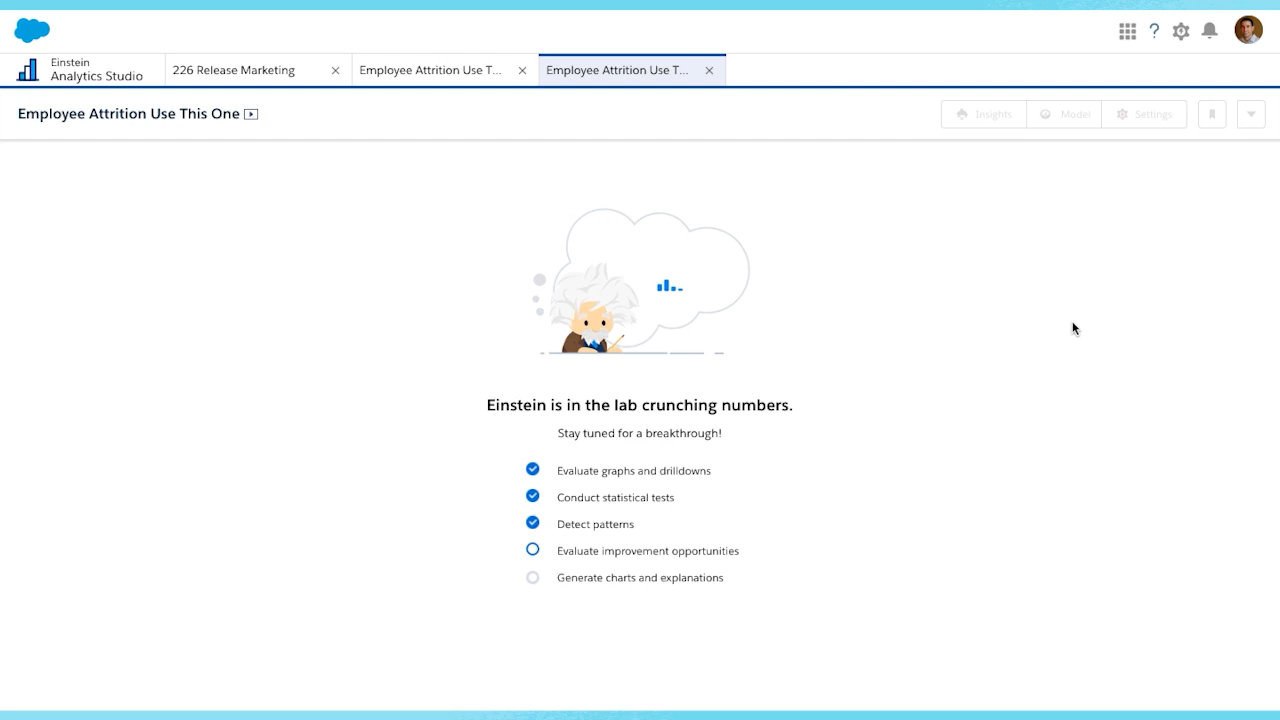 ?
Einstein
Analytics Studio
226 Release Marketing
Employee Attrition Use T...
Employee Attrition Use T...
Employee Attrition Use This One
Insights
Model
Settings
Einstein is in the lab crunching numbers.
Stay tuned for a breakthrough!
Evaluate graphs and drilldowns
Conduct statistical tests
Detect patterns
Evaluate improvement opportunities
Generate charts and explanations